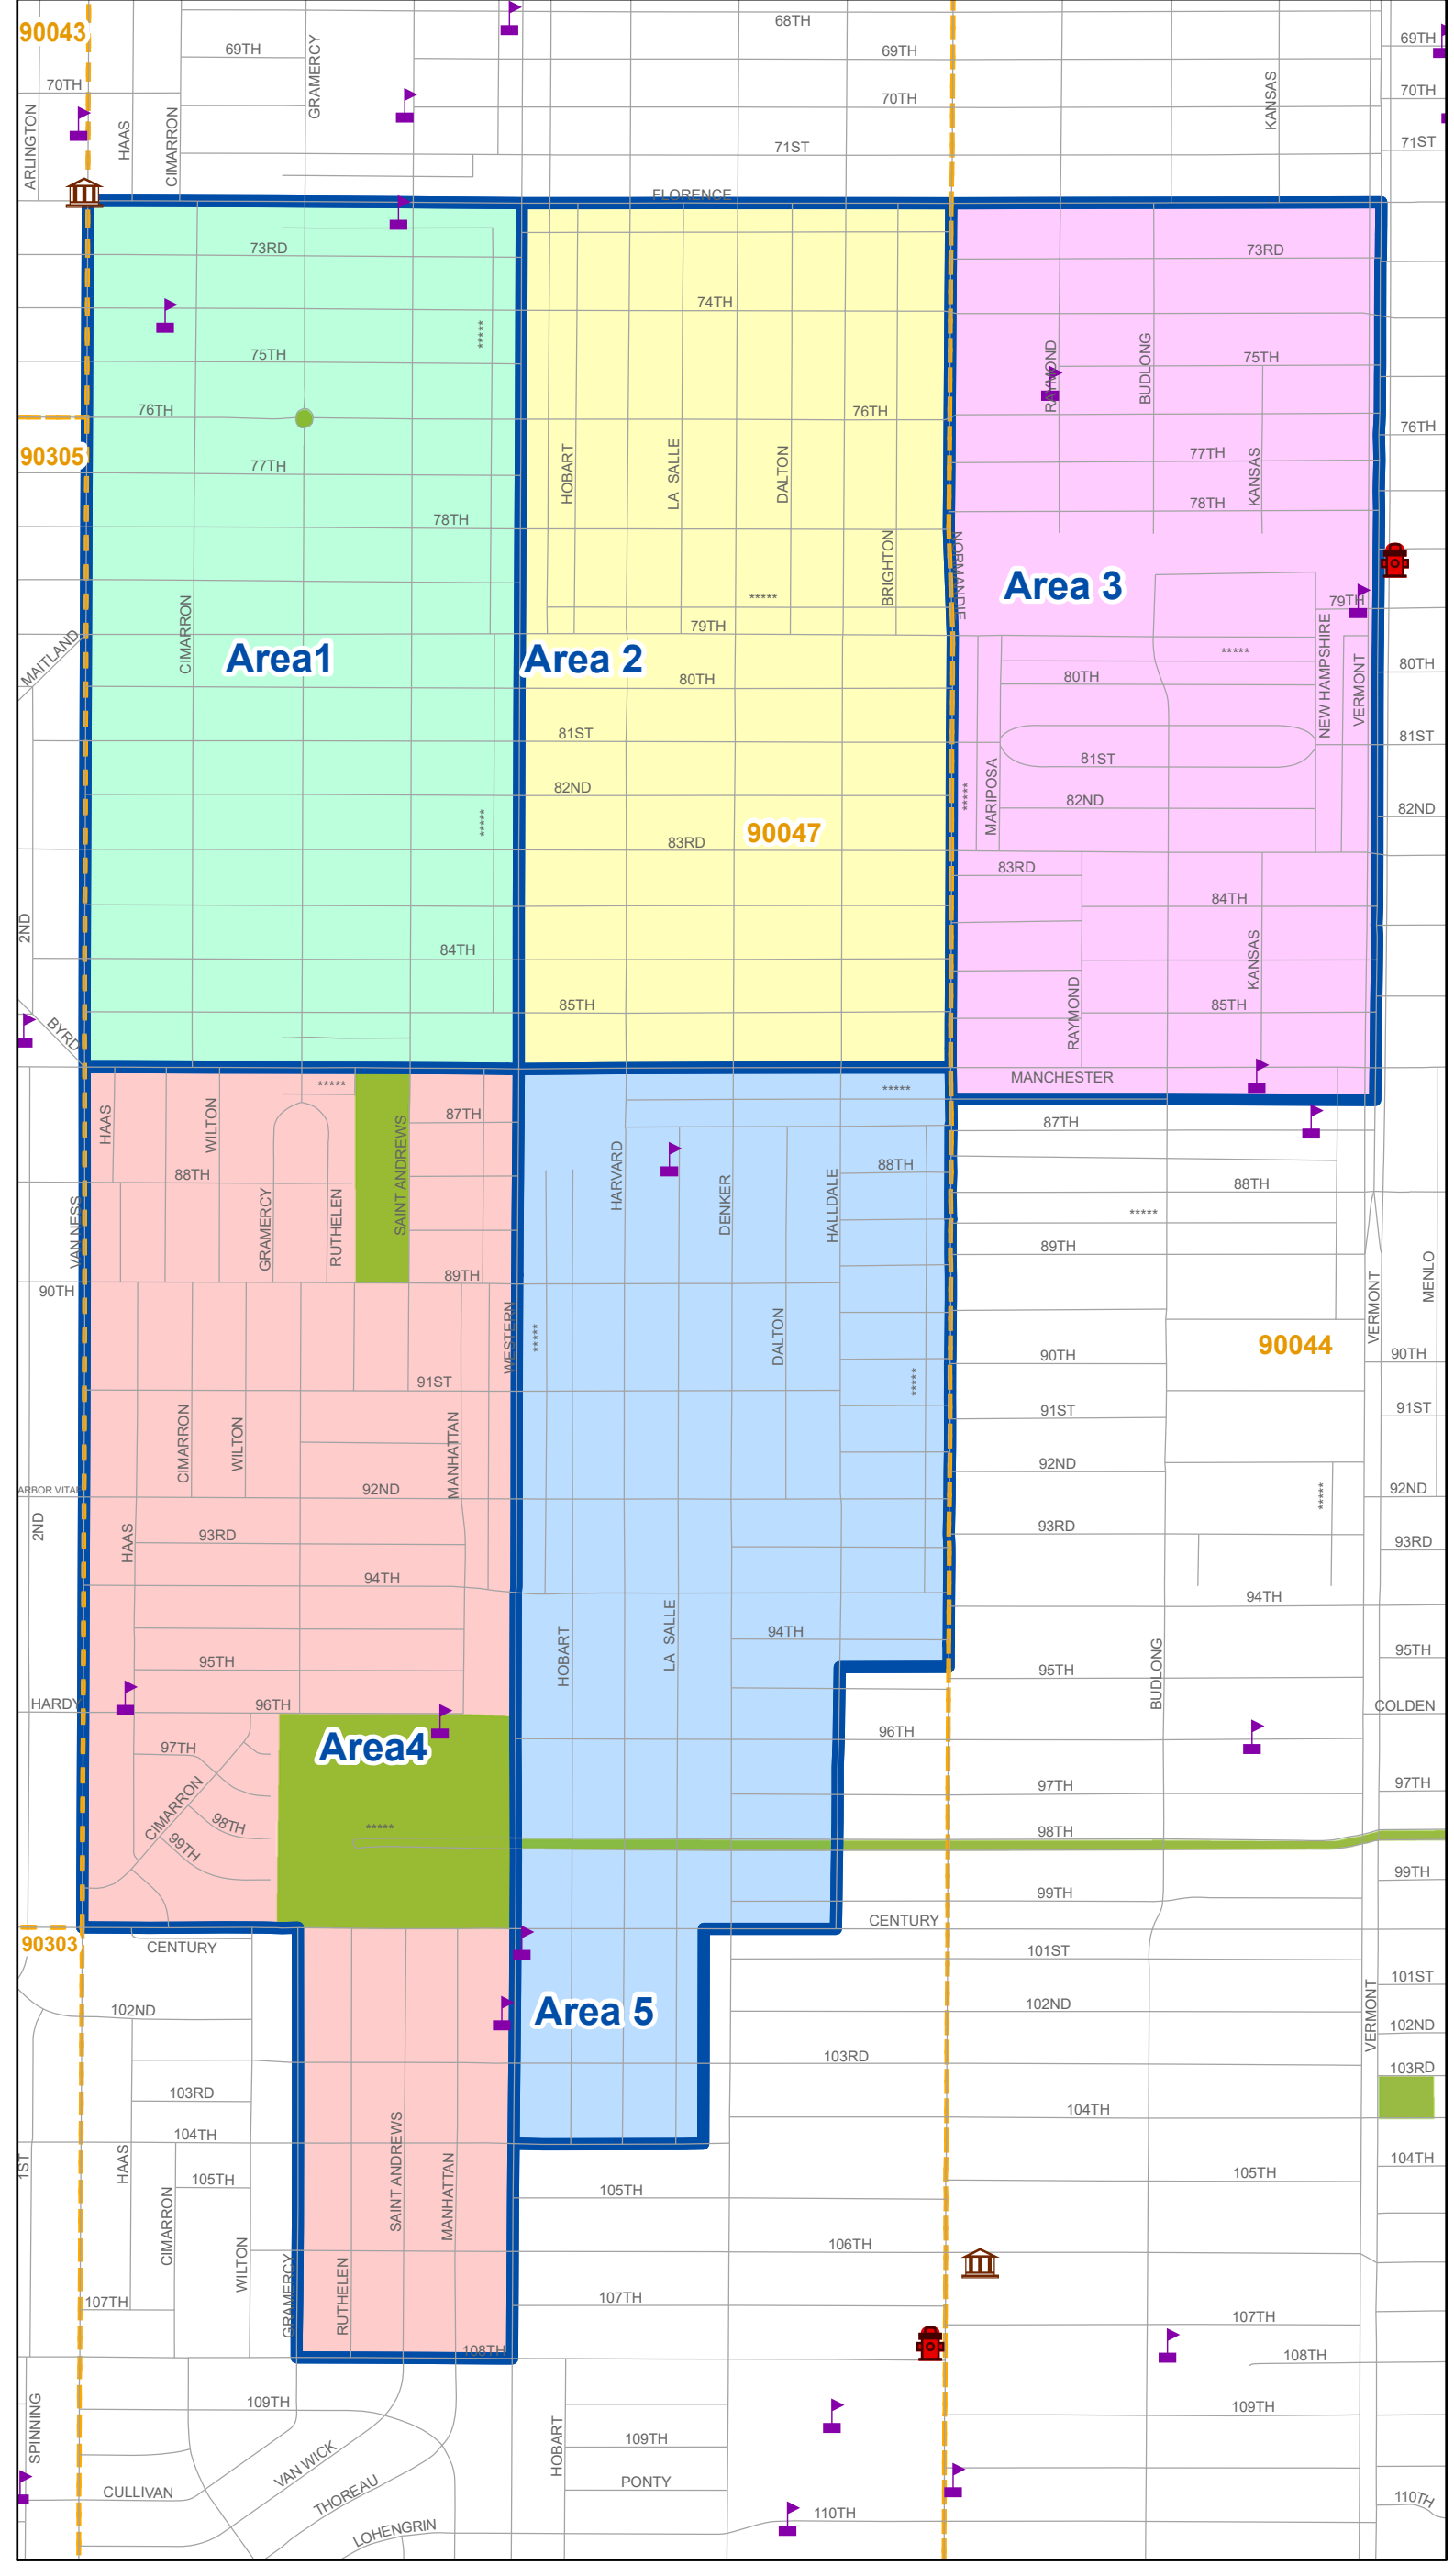 90043
68TH
69TH
GRAMERCY
69TH
69TH
70TH
70TH
KANSAS
70TH
ARLINGTON
HAAS
CIMARRON
71ST
71ST
FLORENCE
73RD
73RD
74TH
*****
75TH
RAYMOND
BUDLONG
75TH
76TH
76TH
76TH
90305
77TH
HOBART
LA SALLE
DALTON
77TH
KANSAS
78TH
78TH
BRIGHTON
NORMANDIE
Area 3
*****
79TH
79TH
CIMARRON
MAITLAND
Area1
Area 2
*****
NEW HAMPSHIRE
VERMONT
80TH
80TH
80TH
81ST
81ST
81ST
82ND
*****
MARIPOSA
82ND
82ND
*****
90047
83RD
83RD
84TH
2ND
84TH
KANSAS
85TH
RAYMOND
85TH
BYRD
MANCHESTER
*****
*****
HAAS
WILTON
87TH
87TH
SAINT ANDREWS
88TH
HARVARD
DENKER
HALLDALE
88TH
88TH
VAN NESS
GRAMERCY
RUTHELEN
*****
89TH
89TH
90TH
MENLO
WESTERN
*****
DALTON
VERMONT
90044
90TH
90TH
91ST
*****
91ST
91ST
CIMARRON
WILTON
MANHATTAN
92ND
ARBOR VITAE
92ND
*****
92ND
2ND
HAAS
93RD
93RD
93RD
94TH
94TH
94TH
HOBART
LA SALLE
BUDLONG
95TH
95TH
95TH
HARDY
96TH
COLDEN
96TH
Area4
97TH
97TH
97TH
CIMARRON
98TH
*****
98TH
99TH
99TH
99TH
CENTURY
90303
CENTURY
101ST
101ST
102ND
Area 5
102ND
VERMONT
102ND
103RD
103RD
103RD
104TH
104TH
1ST
HAAS
SAINT ANDREWS
MANHATTAN
104TH
105TH
105TH
105TH
CIMARRON
WILTON
106TH
GRAMERCY
RUTHELEN
107TH
107TH
107TH
108TH
108TH
SPINNING
109TH
HOBART
109TH
109TH
VAN WICK
CULLIVAN
THOREAU
PONTY
110TH
110TH
LOHENGRIN